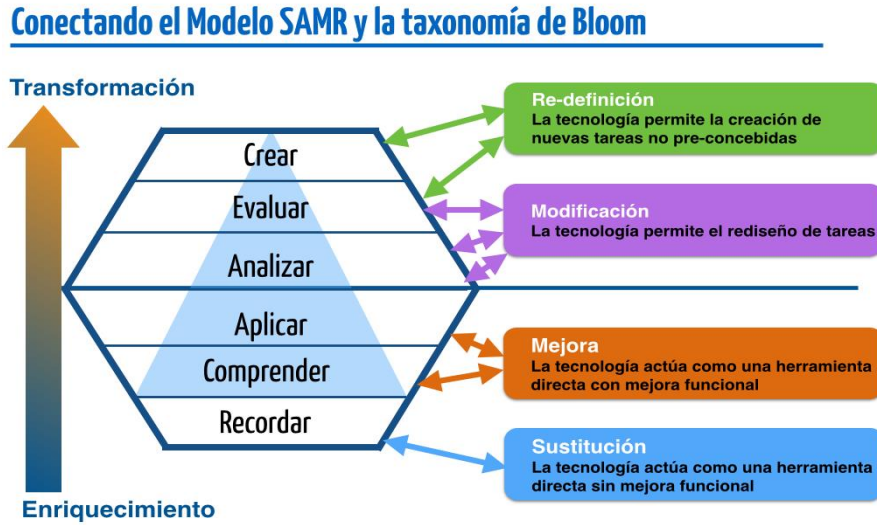 Conectando el Modelo SAMR y la taxonomía de Bloom
Transformación
Crear
Evaluar
Analizar
Aplicar
Comprender
Recordar
Enriquecimiento
Re-definición
La tecnología permite la creación de
nuevas tareas no pre-concebidas
Modificación
La tecnología permite el rediseño de tareas
Mejora
La tecnología actúa como una herramienta
directa con mejora funcional
Sustitución
La tecnología actúa como una herramienta
directa sin mejora funcional